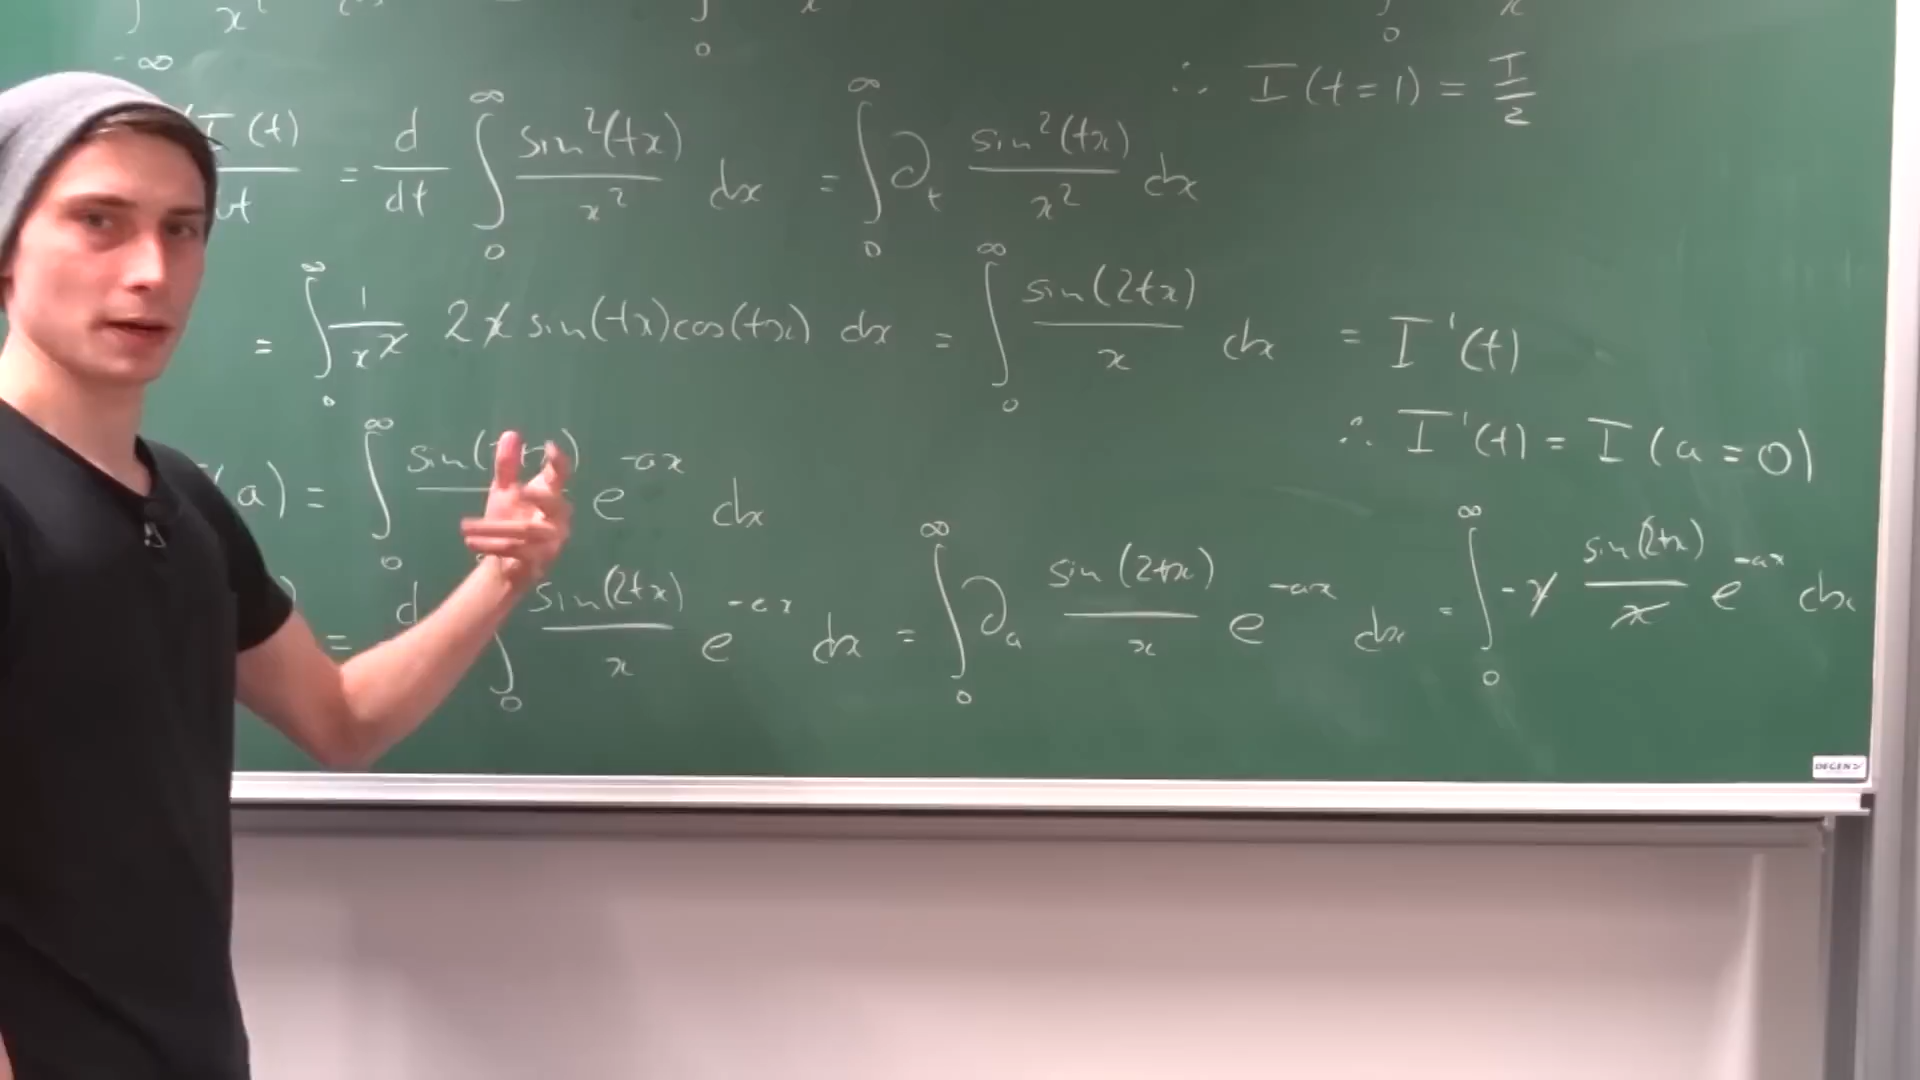 ∴ I(t=1) = I/2
I(t)/dt = d/dt ∫₀^∞ sin²(tx)/x² dx = ∫₀^∞ ∂ₜ sin²(tx)/x² dx
= ∫₀^∞ 1/x² 2x sin(tx)cos(tx) dx = ∫₀^∞ sin(2tx)/x dx = I'(t)
∴ I'(t) = I(a=0)
(a) = ∫₀^∞ sin( e^(-ax) dx
= d ∫₀ sin(2tx)/x e^(-ax) dx = ∫₀^∞ ∂ₐ sin(2tx)/x e^(-ax) dx = ∫₀^∞ -x sin(2tx)/x e^(-ax) dx
DEGEN